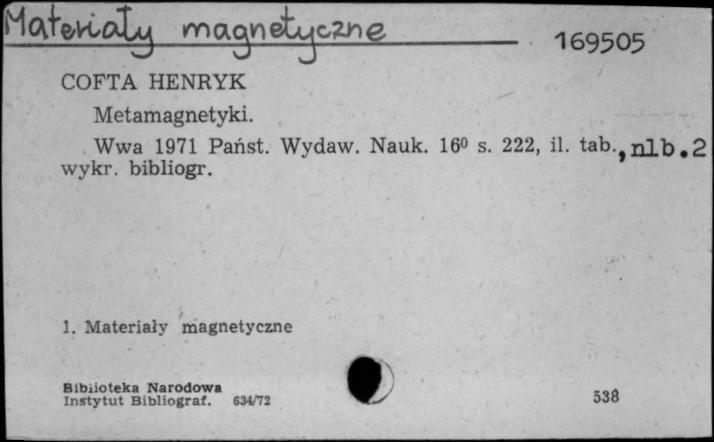 Materiały magnetyczne
169505
COFTA HENRYK
Metamagnetyki.
Wwa 1971 Państ. Wydaw. Nauk. 16⁰ s. 222, il. tab., nlb.2
wykr. bibliogr.
1. Materiały magnetyczne
Biblioteka Narodowa
Instytut Bibliograf. 634/72
538